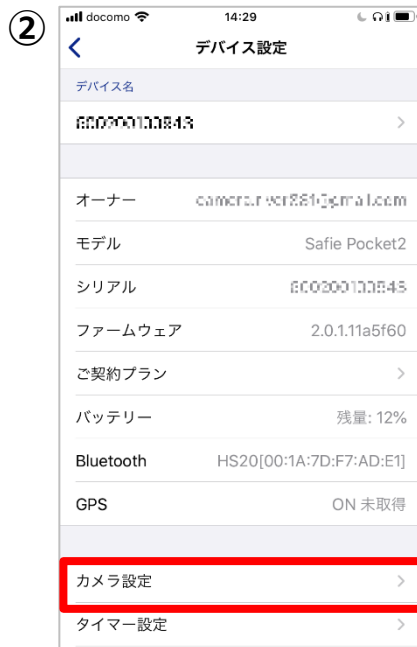 ②
docomo 14:29
デバイス設定
デバイス名
オーナー
モデル Safie Pocket2
シリアル
ファームウェア 2.0.1.11a5f60
ご契約プラン
バッテリー 残量: 12%
Bluetooth HS20[00:1A:7D:F7:AD:E1]
GPS ON 未取得
カメラ設定
タイマー設定